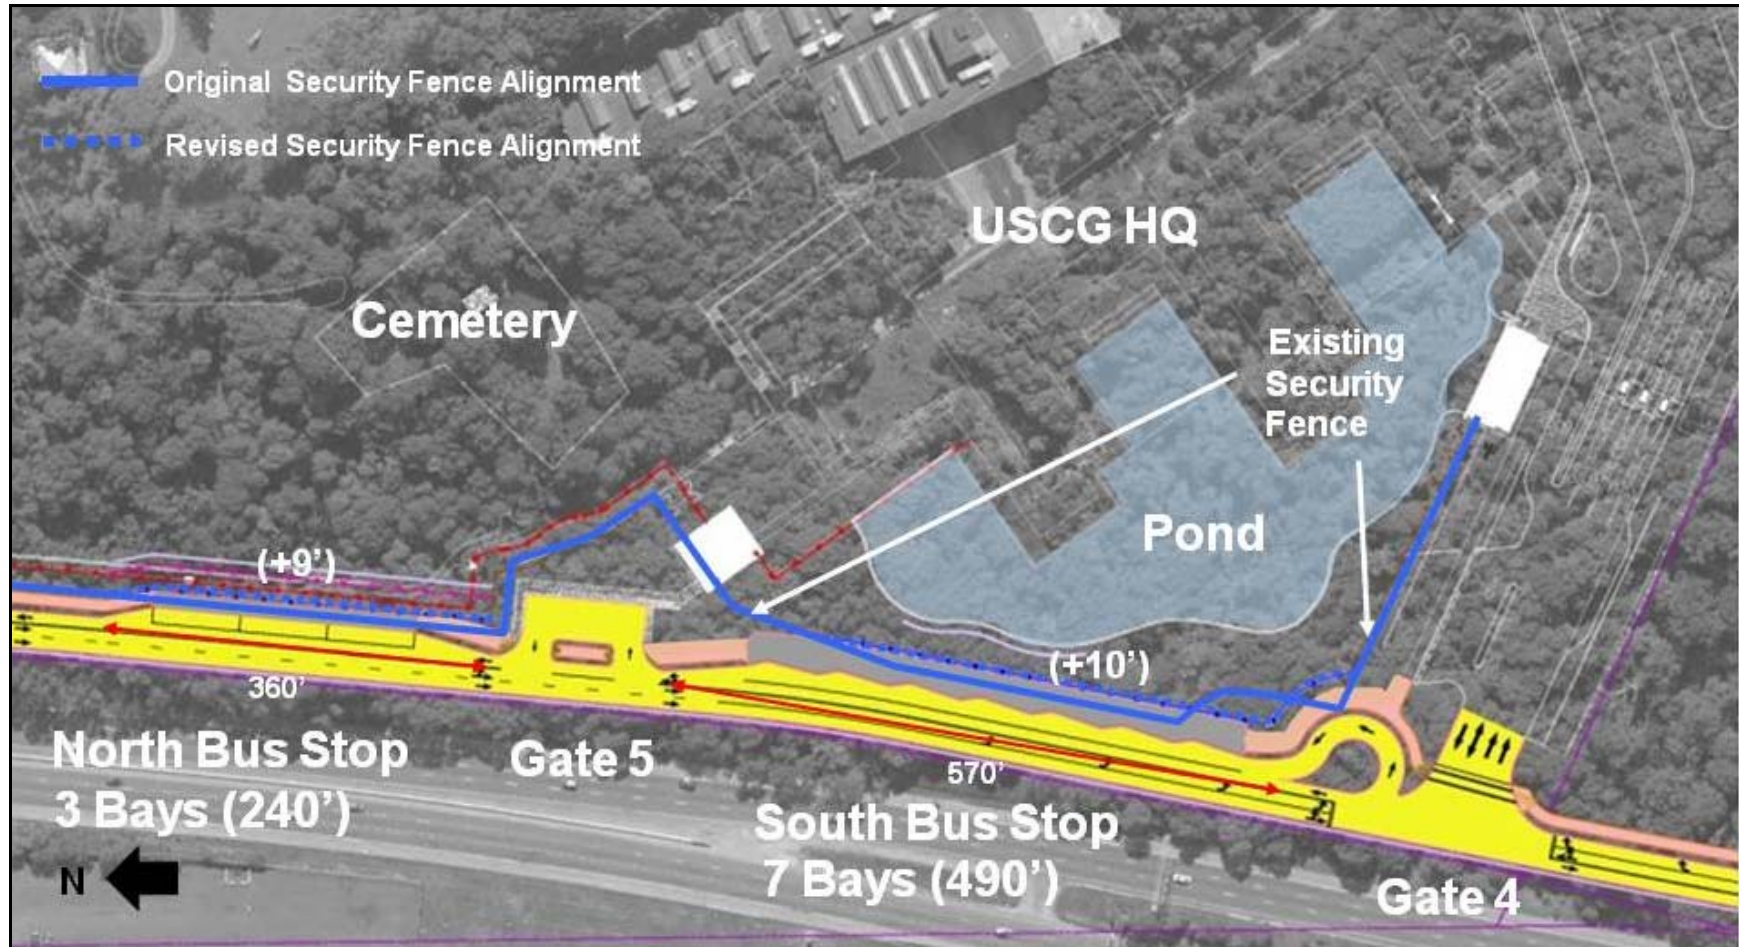 Original Security Fence Alignment
Revised Security Fence Alignment
USCG HQ
Cemetery
Existing
Security
Fence
Pond
(+9’)
(+10’)
360’
North Bus Stop
3 Bays (240’)
Gate 5
570’
South Bus Stop
7 Bays (490’)
Gate 4
N